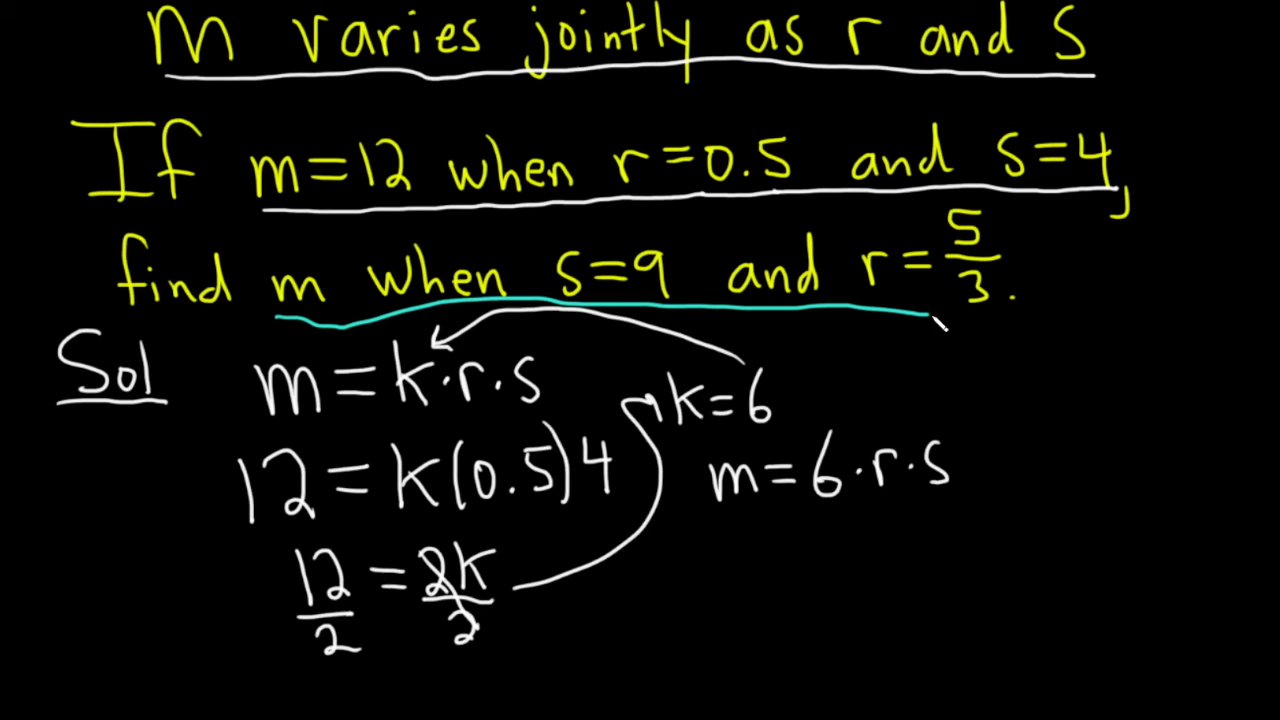 M varies jointly as r and s
If m=12 when r=0.5 and s=4,
find m when s=9 and r=5/3.
Sol m=k·r·s
k=6
12=k(0.5)4
m=6·r·s
12/2=2k/2